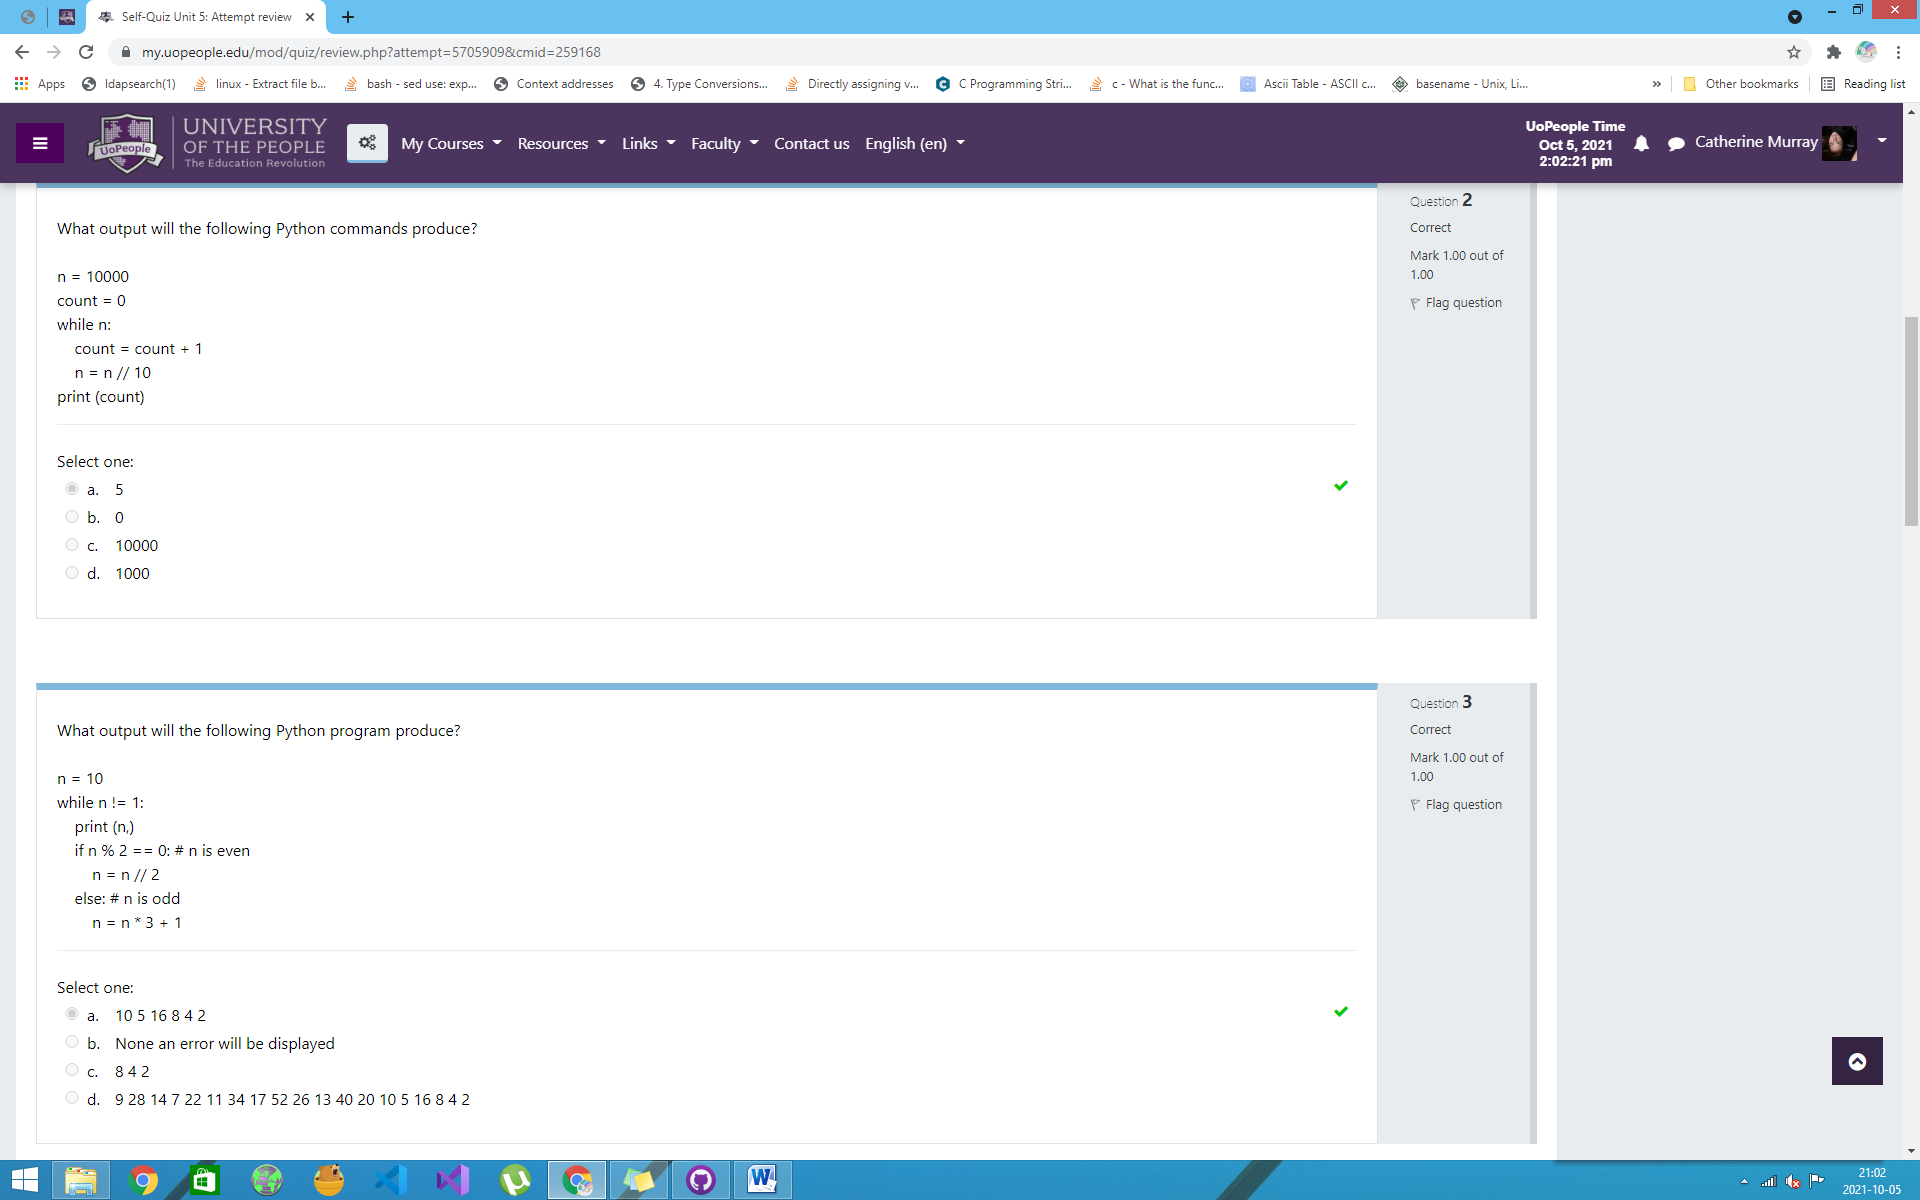 Self-Quiz Unit 5: Attempt review
my.uopeople.edu/mod/quiz/review.php?attempt=5705909&cmid=259168
Apps ldapsearch(1) linux - Extract file b... bash - sed use: exp... Context addresses 4. Type Conversions... Directly assigning v... C Programming Stri... c - What is the func... Ascii Table - ASCII c... basename - Unix, Li... » Other bookmarks Reading list
UoPeople
UNIVERSITY
OF THE PEOPLE
The Education Revolution
My Courses Resources Links Faculty Contact us English (en)
UoPeople Time
Oct 5, 2021
2:02:21 pm
Catherine Murray
What output will the following Python commands produce?
n = 10000
count = 0
while n:
count = count + 1
n = n // 10
print (count)
Select one:
a. 5
b. 0
c. 10000
d. 1000
Question 2
Correct
Mark 1.00 out of
1.00
Flag question
What output will the following Python program produce?
n = 10
while n != 1:
print (n,)
if n % 2 == 0: # n is even
n = n // 2
else: # n is odd
n = n * 3 + 1
Select one:
a. 10 5 16 8 4 2
b. None an error will be displayed
c. 8 4 2
d. 9 28 14 7 22 11 34 17 52 26 13 40 20 10 5 16 8 4 2
Question 3
Correct
Mark 1.00 out of
1.00
Flag question
21:02
2021-10-05